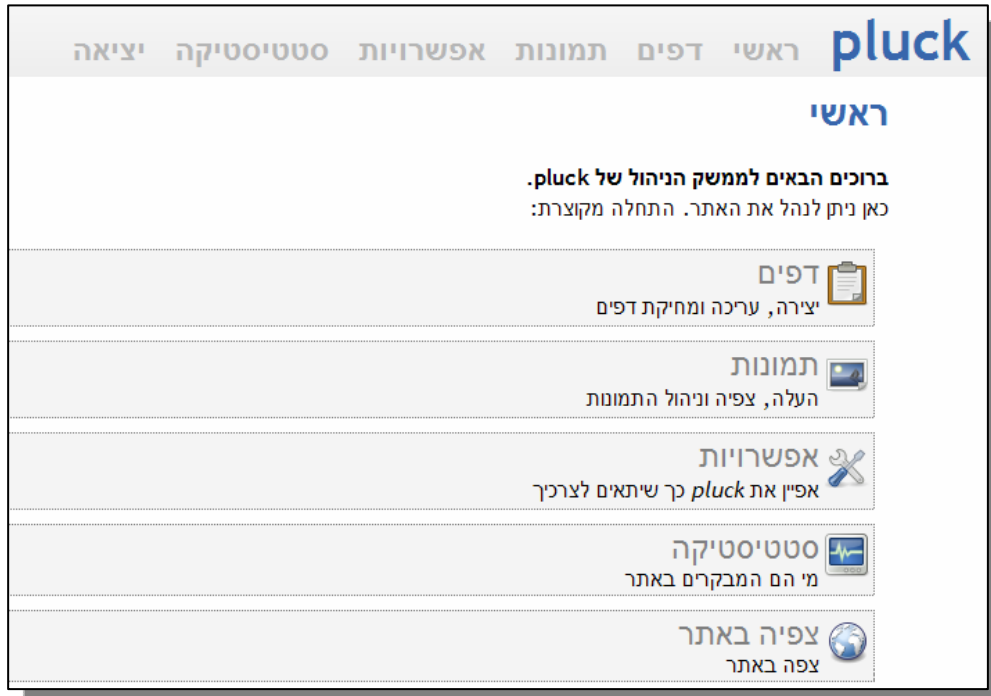 pluck ראשי דפים תמונות אפשרויות סטטיסטיקה יציאה
ראשי
ברוכים הבאים לממשק הניהול של pluck.
כאן ניתן לנהל את האתר. התחלה מקוצרת:
דפים
יצירה, עריכה ומחיקת דפים
תמונות
העלה, צפיה וניהול התמונות
אפשרויות
אפיין את pluck כך שיתאים לצרכיך
סטטיסטיקה
מי הם המבקרים באתר
צפיה באתר
צפה באתר